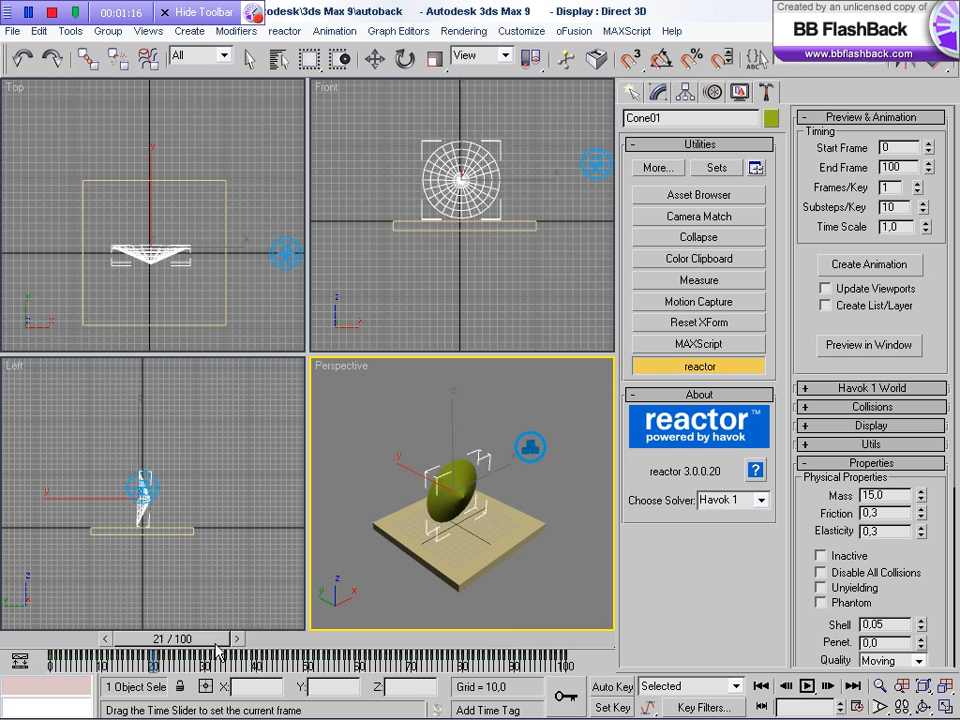 00:01:16
Hide Toolbar
odesk\3ds Max 9\autoback - Autodesk 3ds Max 9 - Display : Direct 3D
Created by an unlicensed copy of
BB FlashBack
www.bbflashback.com
File Edit Tools Group Views Create Modifiers reactor Animation Graph Editors Rendering Customize oFusion MAXScript Help
All
View
3
%
ABC
Top
Front
Left
Perspective
Cone01
Utilities
More...
Sets
Asset Browser
Camera Match
Collapse
Color Clipboard
Measure
Motion Capture
Reset XForm
MAXScript
reactor
About
reactor™
powered by havok
reactor 3.0.0.20
?
Choose Solver: Havok 1
Preview & Animation
Timing
Start Frame 0
End Frame 100
Frames/Key 1
Substeps/Key 10
Time Scale 1,0
Create Animation
Update Viewports
Create List/Layer
Preview in Window
Havok 1 World
Collisions
Display
Utils
Properties
Physical Properties
Mass 15,0
Friction 0,3
Elasticity 0,3
Inactive
Disable All Collisions
Unyielding
Phantom
Shell 0,05
Penet. 0,0
Quality Moving
21 / 100
0 10 20 30 40 50 60 70 80 90 100
1 Object Sele
X:
Y:
Z:
Grid = 10,0
Auto Key
Selected
Drag the Time Slider to set the current frame
Add Time Tag
Set Key
Key Filters...